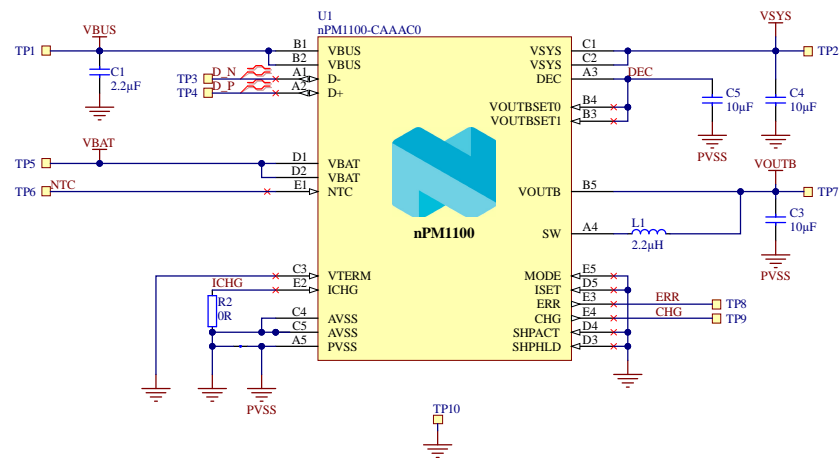 U1
nPM1100-CAAAC0
TP1
VBUS
C1
2.2µF
B1
VBUS
B2
VBUS
TP3
D_N
A1
D-
TP4
D_P
A2
D+
TP5
VBAT
D1
VBAT
D2
VBAT
TP6
NTC
E1
NTC
C3
VTERM
ICHG
E2
ICHG
R2
0R
C4
AVSS
C5
AVSS
A5
PVSS
PVSS
nPM1100
VSYS
C1
VSYS
TP2
VSYS
C2
DEC
A3
DEC
VOUTBSET0
B4
VOUTBSET1
B3
C5
10µF
PVSS
C4
10µF
VOUTB
VOUTB
B5
TP7
SW
A4
L1
2.2µH
C3
10µF
PVSS
MODE
E5
ISET
D5
ERR
E3
ERR
TP8
CHG
E4
CHG
TP9
SHPACT
D4
SHPHLD
D3
TP10